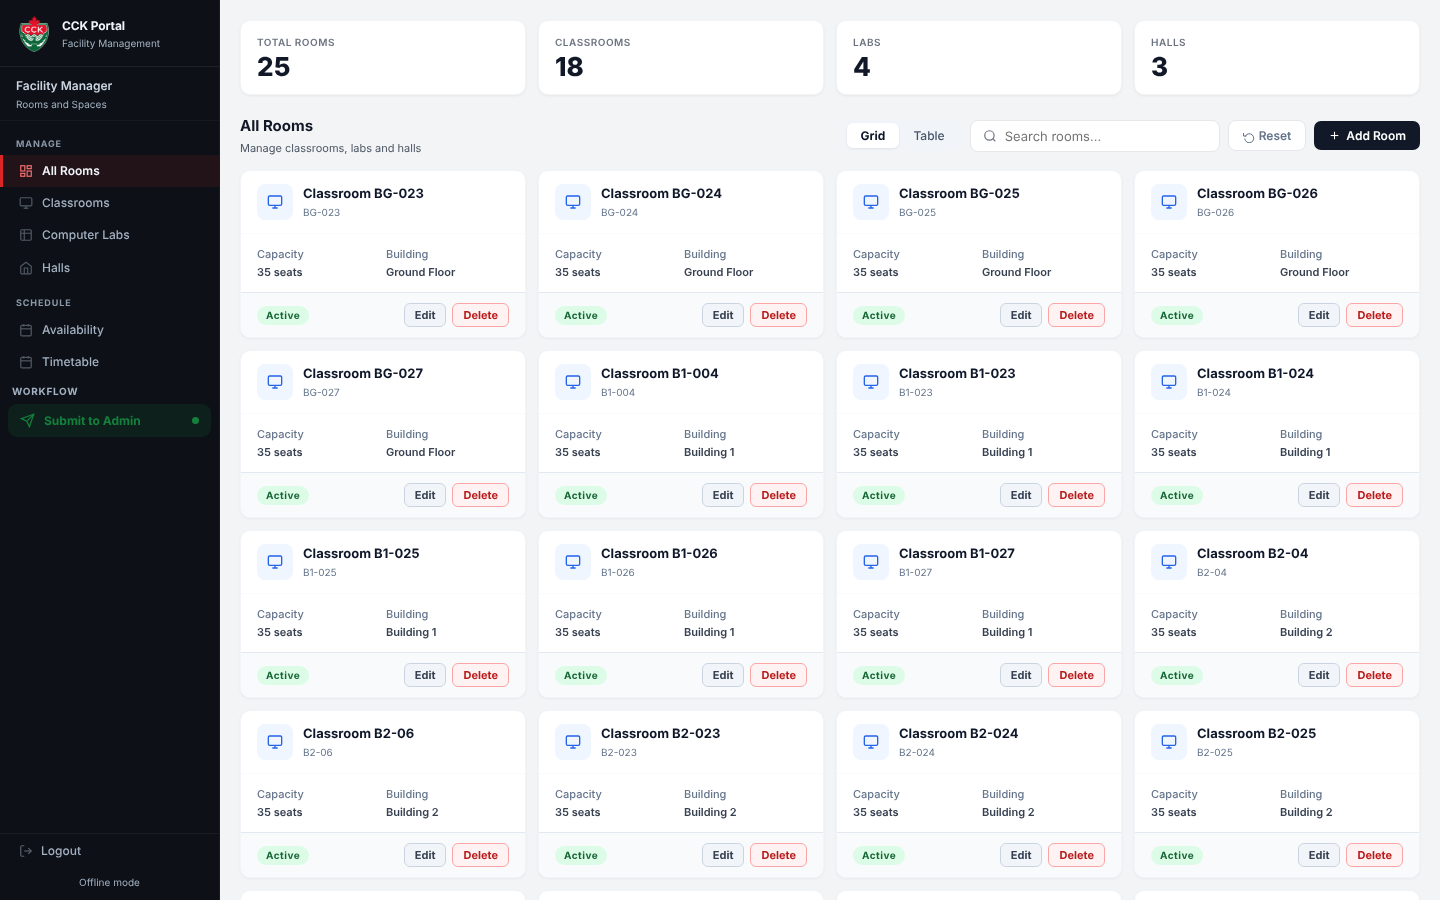 CCK
CCK Portal
Facility Management
Facility Manager
Rooms and Spaces
MANAGE
All Rooms
Classrooms
Computer Labs
Halls
SCHEDULE
Availability
Timetable
WORKFLOW
Submit to Admin
Logout
Offline mode
TOTAL ROOMS
25
CLASSROOMS
18
LABS
4
HALLS
3
All Rooms
Manage classrooms, labs and halls
Grid Table
Search rooms...
Reset
+ Add Room
Classroom BG-023
BG-023
Capacity Building
35 seats Ground Floor
Active Edit Delete
Classroom BG-024
BG-024
Capacity Building
35 seats Ground Floor
Active Edit Delete
Classroom BG-025
BG-025
Capacity Building
35 seats Ground Floor
Active Edit Delete
Classroom BG-026
BG-026
Capacity Building
35 seats Ground Floor
Active Edit Delete
Classroom BG-027
BG-027
Capacity Building
35 seats Ground Floor
Active Edit Delete
Classroom B1-004
B1-004
Capacity Building
35 seats Building 1
Active Edit Delete
Classroom B1-023
B1-023
Capacity Building
35 seats Building 1
Active Edit Delete
Classroom B1-024
B1-024
Capacity Building
35 seats Building 1
Active Edit Delete
Classroom B1-025
B1-025
Capacity Building
35 seats Building 1
Active Edit Delete
Classroom B1-026
B1-026
Capacity Building
35 seats Building 1
Active Edit Delete
Classroom B1-027
B1-027
Capacity Building
35 seats Building 1
Active Edit Delete
Classroom B2-04
B2-04
Capacity Building
35 seats Building 2
Active Edit Delete
Classroom B2-06
B2-06
Capacity Building
35 seats Building 2
Active Edit Delete
Classroom B2-023
B2-023
Capacity Building
35 seats Building 2
Active Edit Delete
Classroom B2-024
B2-024
Capacity Building
35 seats Building 2
Active Edit Delete
Classroom B2-025
B2-025
Capacity Building
35 seats Building 2
Active Edit Delete